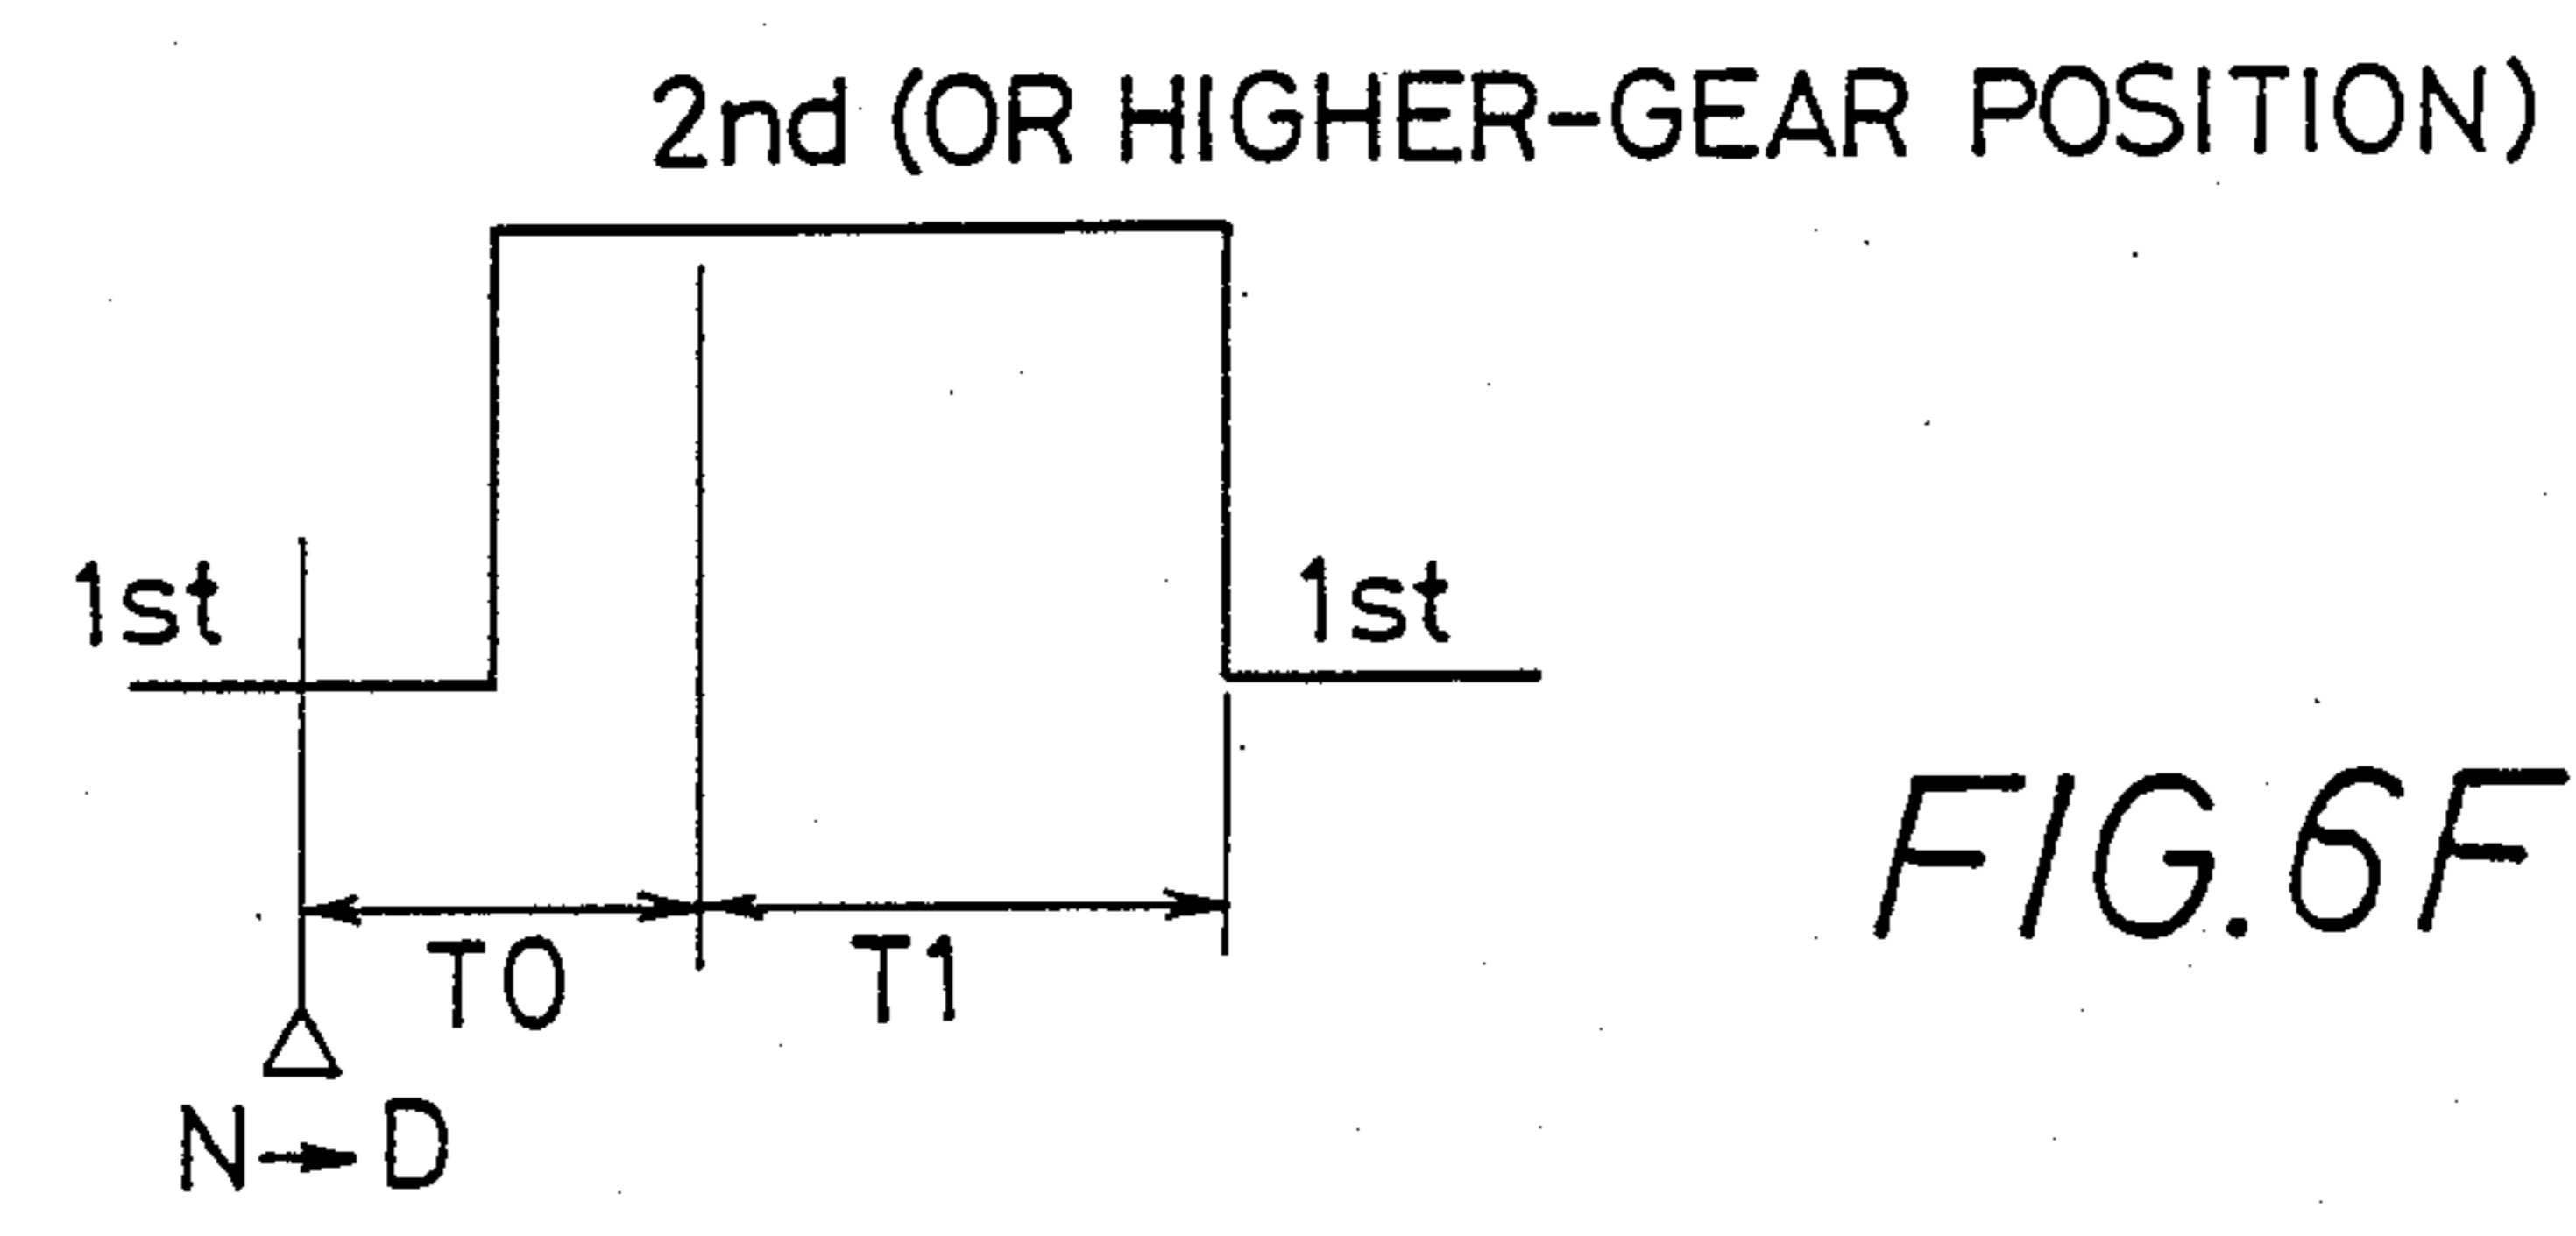 2nd (OR HIGHER-GEAR POSITION)
1st
1st
T0
T1
N→D
FIG.6F